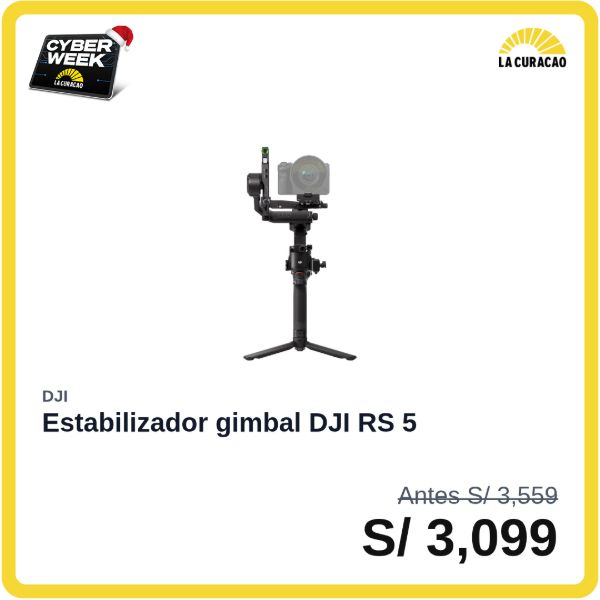 CYBER
WEEK
LA CURACAO
LA CURACAO
DJI
Estabilizador gimbal DJI RS 5
Antes S/ 3,559
S/ 3,099